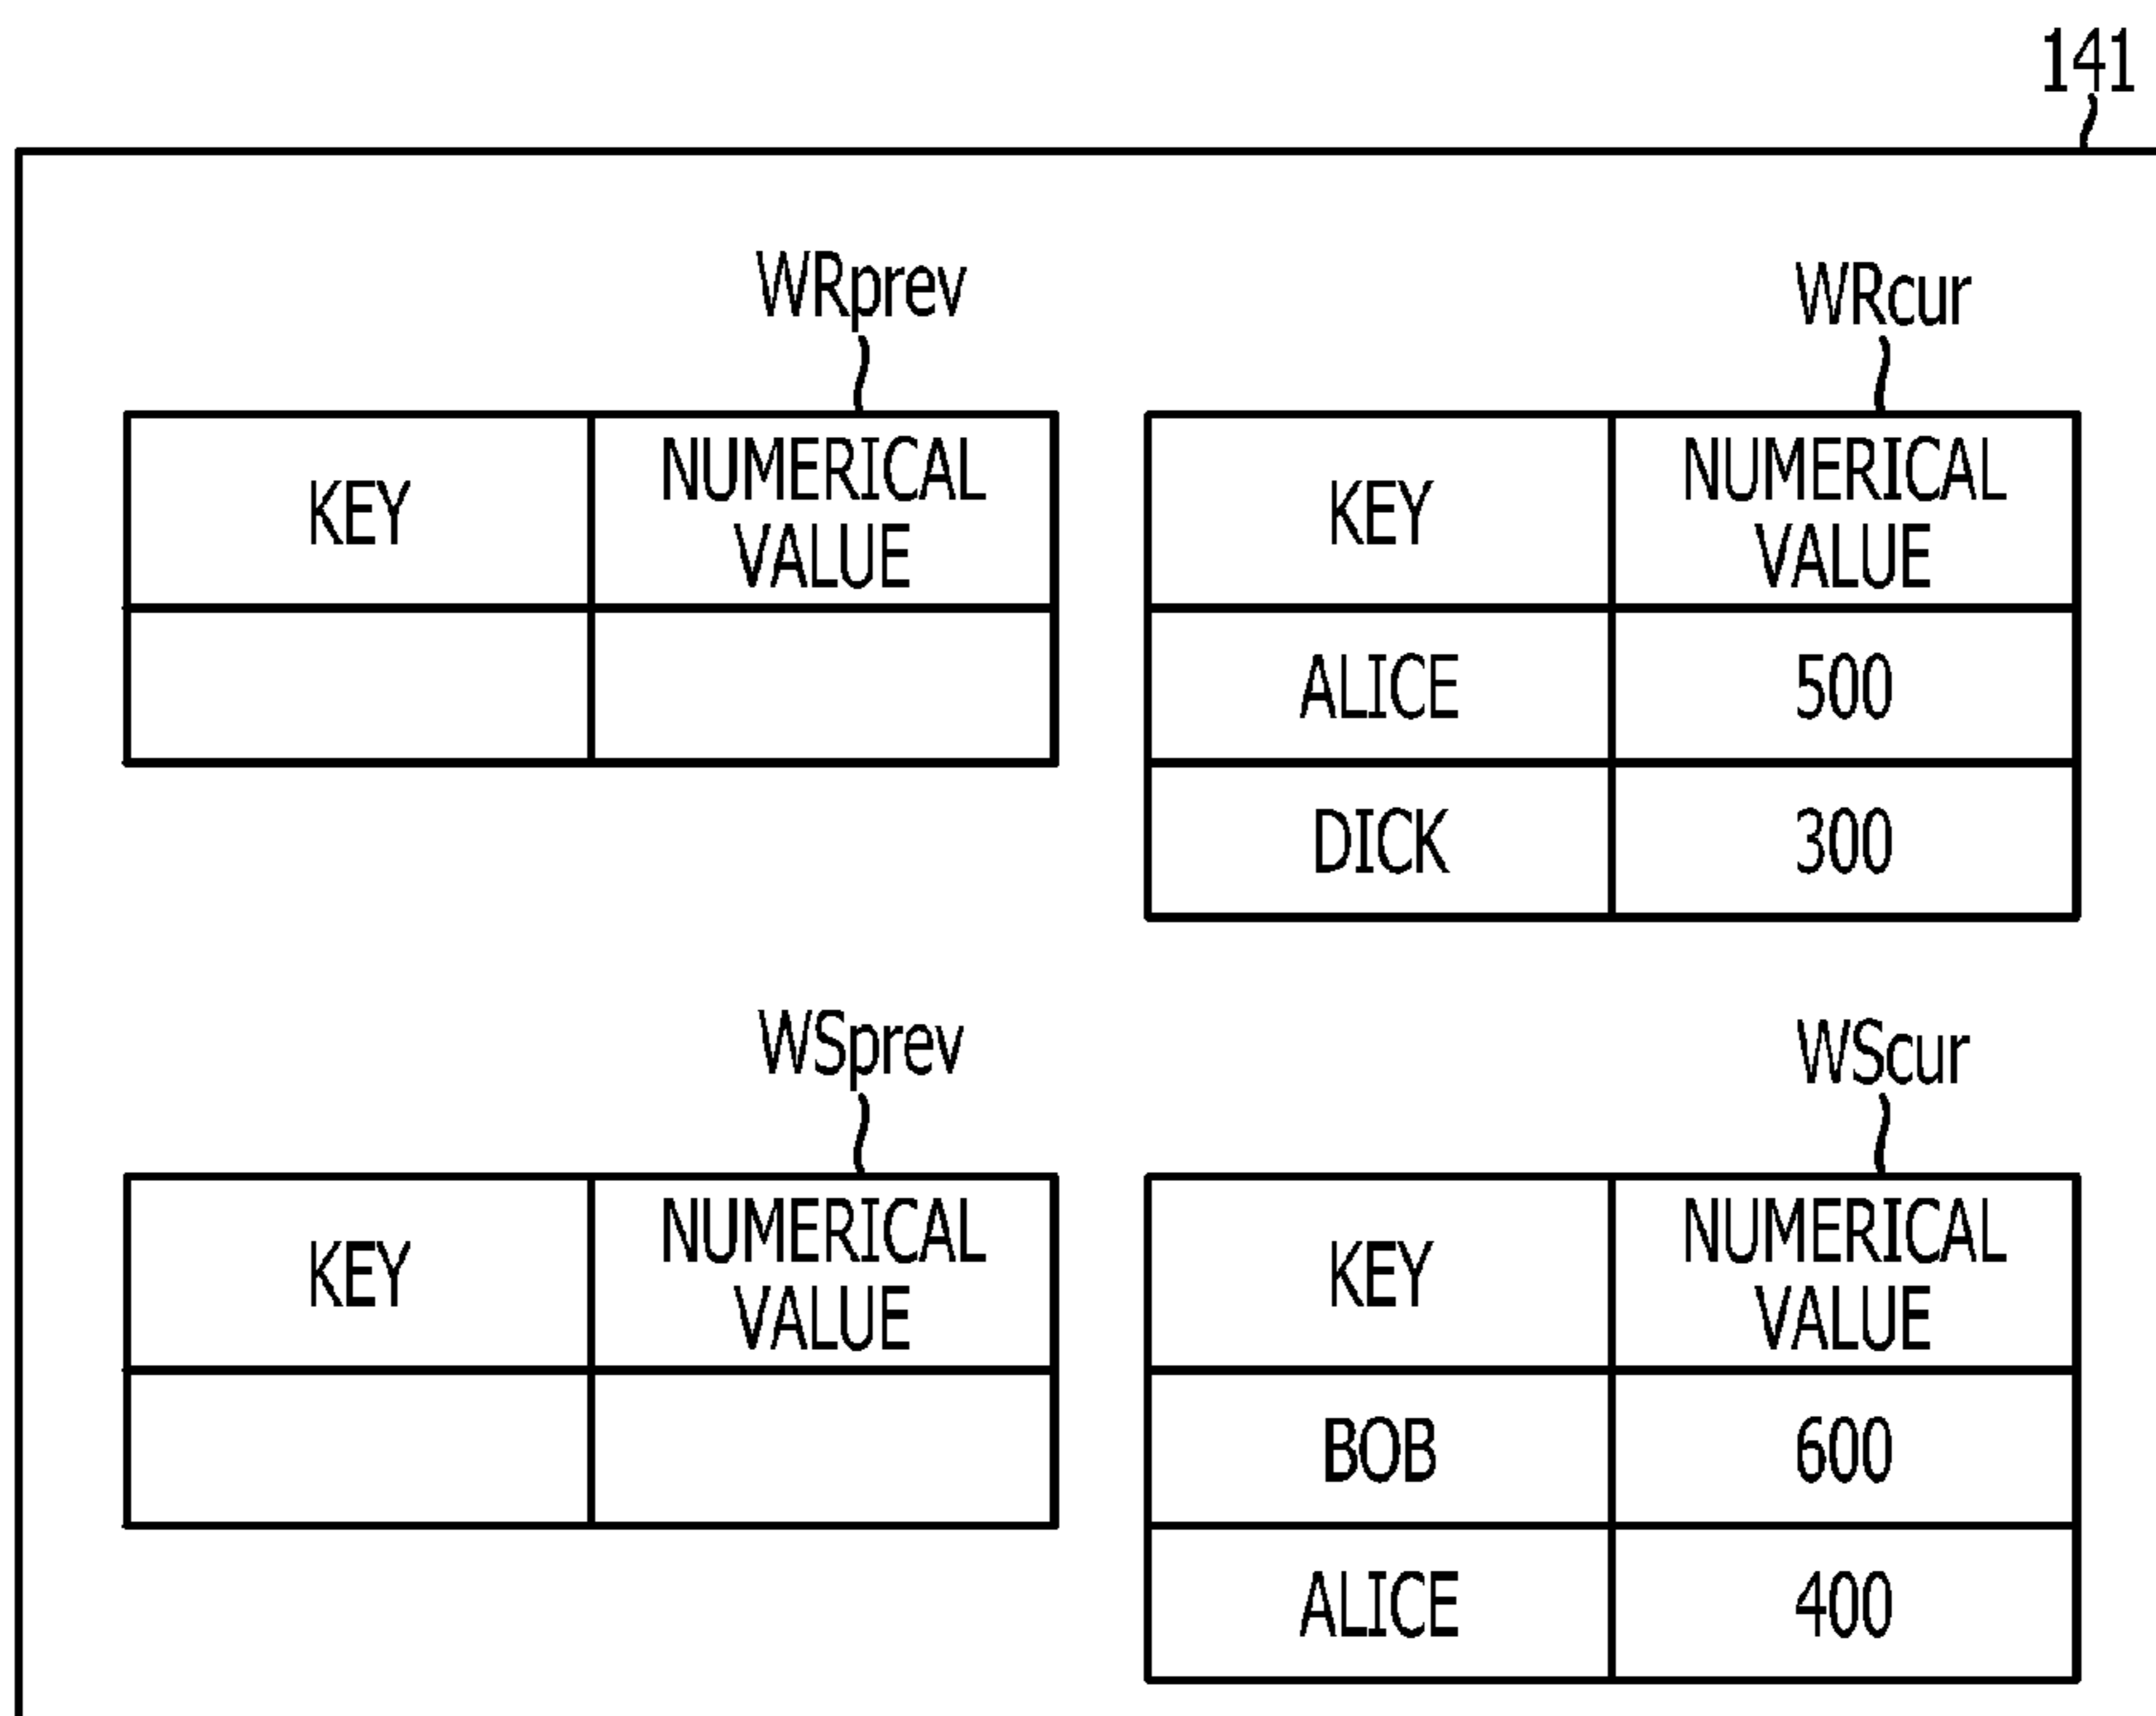 141
WRprev
WRcur
KEY
NUMERICAL
VALUE
KEY
NUMERICAL
VALUE
ALICE
500
DICK
300
WSprev
WScur
KEY
NUMERICAL
VALUE
KEY
NUMERICAL
VALUE
BOB
600
ALICE
400